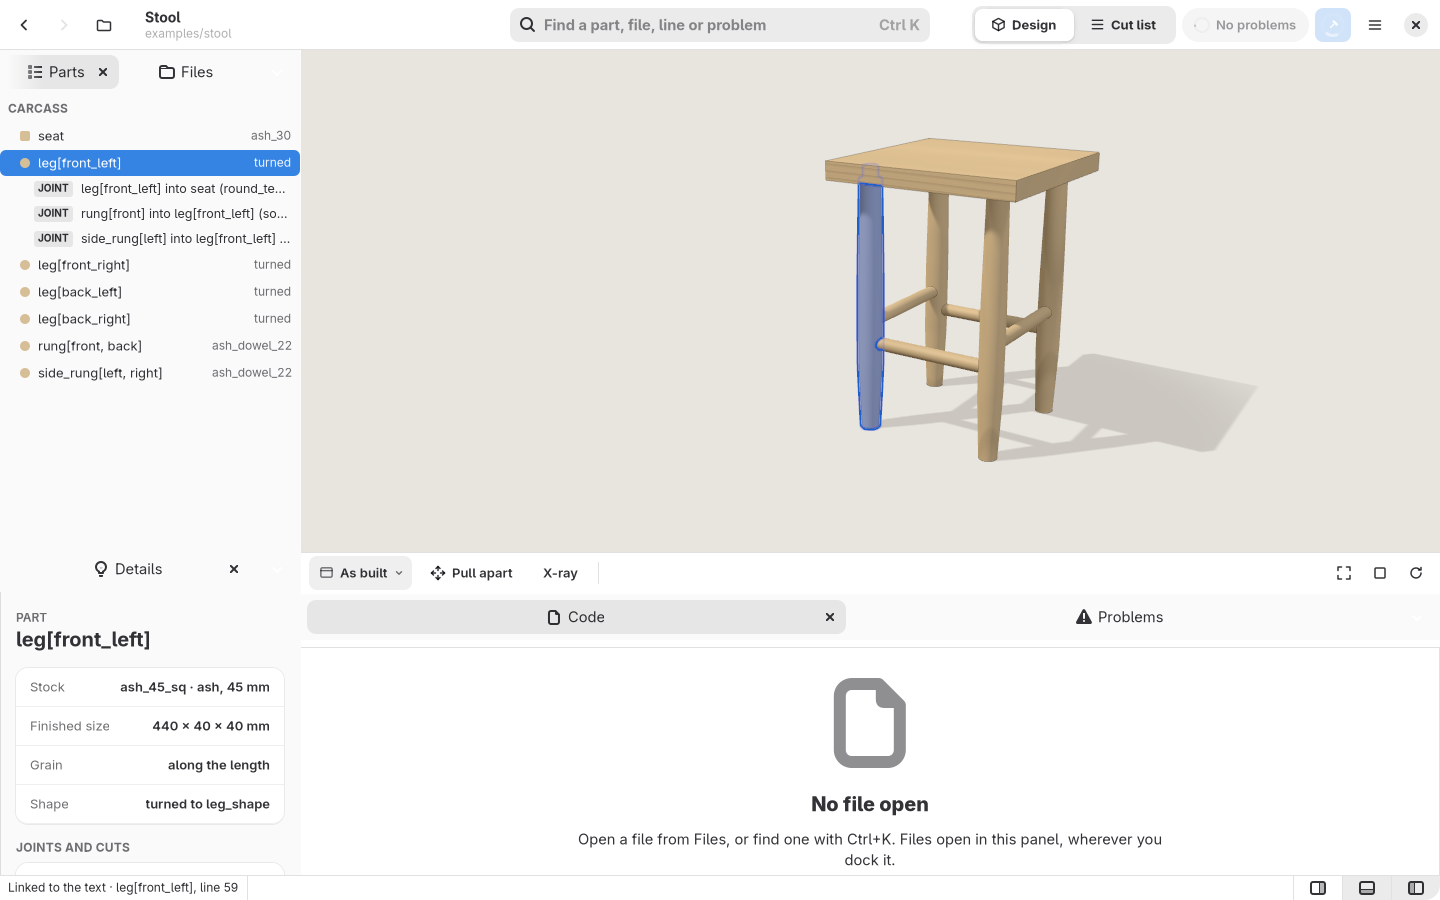 Stool
examples/stool
Find a part, file, line or problem
Ctrl K
Design
Cut list
No problems
Parts
Files
CARCASS
seat ash_30
leg[front_left] turned
JOINT leg[front_left] into seat (round_te...
JOINT rung[front] into leg[front_left] (so...
JOINT side_rung[left] into leg[front_left] ...
leg[front_right] turned
leg[back_left] turned
leg[back_right] turned
rung[front, back] ash_dowel_22
side_rung[left, right] ash_dowel_22
As built
Pull apart
X-ray
Details
PART
leg[front_left]
Stock ash_45_sq · ash, 45 mm
Finished size 440 × 40 × 40 mm
Grain along the length
Shape turned to leg_shape
JOINTS AND CUTS
Code
Problems
No file open
Open a file from Files, or find one with Ctrl+K. Files open in this panel, wherever you
dock it.
Linked to the text · leg[front_left], line 59